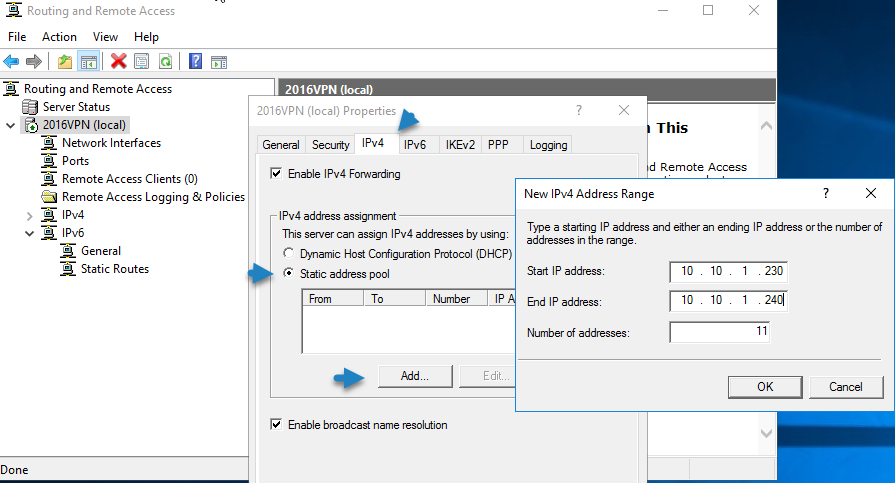 Routing and Remote Access
File Action View Help
Routing and Remote Access
Server Status
2016VPN (local)
Network Interfaces
Ports
Remote Access Clients (0)
Remote Access Logging & Policies
IPv4
IPv6
General
Static Routes
Done
2016VPN (local)
This
d Remote Access
2016VPN (local) Properties
General Security IPv4 IPv6 IKEv2 PPP Logging
Enable IPv4 Forwarding
IPv4 address assignment
This server can assign IPv4 addresses by using:
Dynamic Host Configuration Protocol (DHCP)
Static address pool
From To Number IP A
Add... Edit...
Enable broadcast name resolution
New IPv4 Address Range
Type a starting IP address and either an ending IP address or the number of
addresses in the range.
Start IP address: 10 . 10 . 1 . 230
End IP address: 10 . 10 . 1 . 240
Number of addresses: 11
OK Cancel